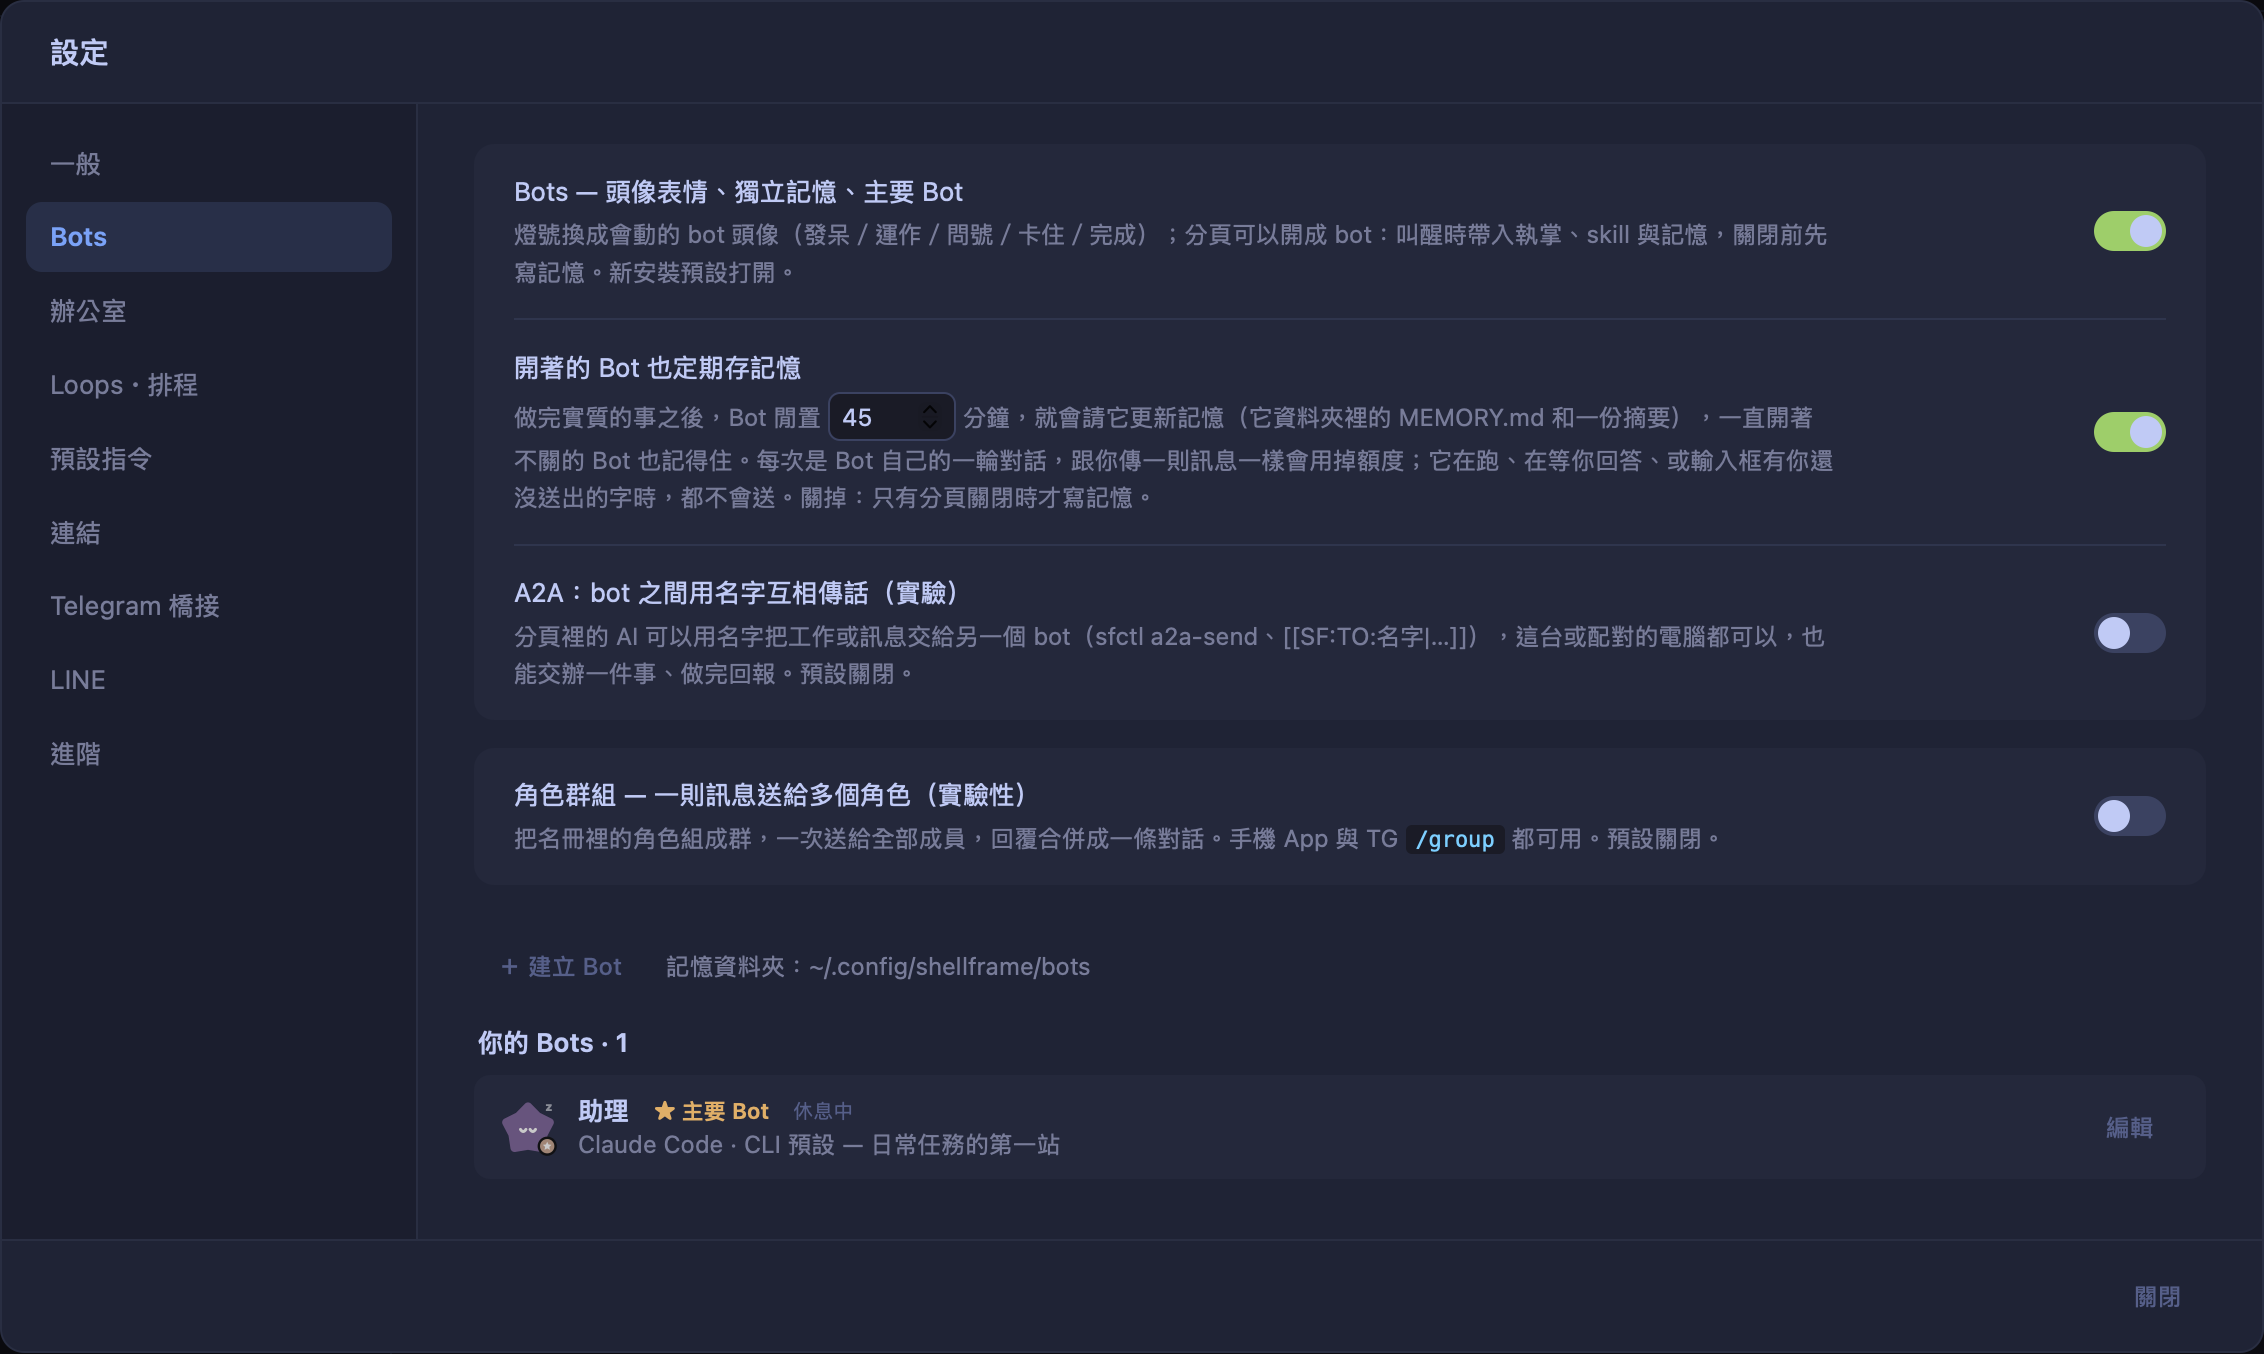 設定
一般
Bots
辦公室
Loops・排程
預設指令
連結
Telegram 橋接
LINE
進階
Bots — 頭像表情、獨立記憶、主要 Bot
燈號換成會動的 bot 頭像（發呆 / 運作 / 問號 / 卡住 / 完成）；分頁可以開成 bot：叫醒時帶入執掌、skill 與記憶，關閉前先
寫記憶。新安裝預設打開。
開著的 Bot 也定期存記憶
做完實質的事之後，Bot 閒置 45 分鐘，就會請它更新記憶（它資料夾裡的 MEMORY.md 和一份摘要），一直開著
不關的 Bot 也記得住。每次是 Bot 自己的一輪對話，跟你傳一則訊息一樣會用掉額度；它在跑、在等你回答、或輸入框有你還
沒送出的字時，都不會送。關掉：只有分頁關閉時才寫記憶。
A2A：bot 之間用名字互相傳話（實驗）
分頁裡的 AI 可以用名字把工作或訊息交給另一個 bot（sfctl a2a-send、[[SF:TO:名字|…]]），這台或配對的電腦都可以，也
能交辦一件事、做完回報。預設關閉。
角色群組 — 一則訊息送給多個角色（實驗性）
把名冊裡的角色組成群，一次送給全部成員，回覆合併成一條對話。手機 App 與 TG /group 都可用。預設關閉。
+ 建立 Bot 記憶資料夾：~/.config/shellframe/bots
你的 Bots · 1
助理 ★ 主要 Bot 休息中
Claude Code · CLI 預設 — 日常任務的第一站
編輯
關閉